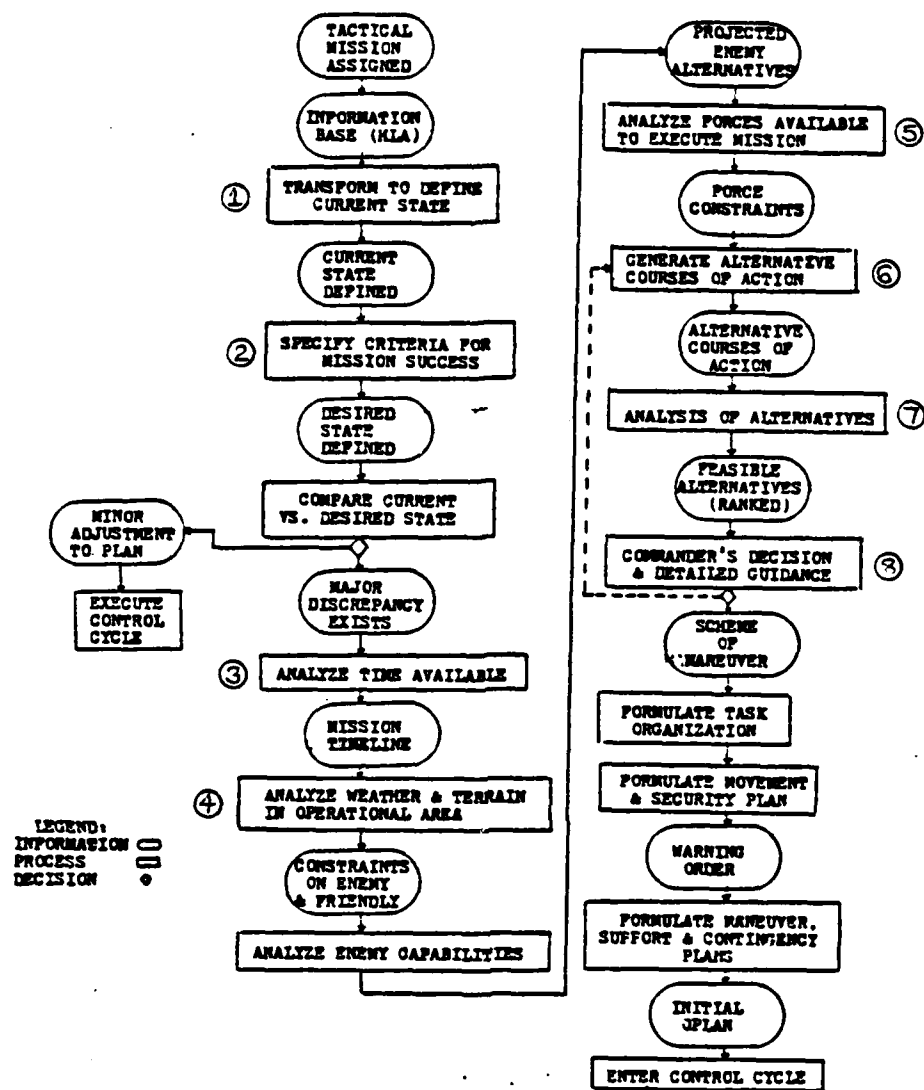 TACTICAL
MISSION
ASSIGNED
INFORMATION
BASE (KLA)
①
TRANSFORM TO DEFINE
CURRENT STATE
CURRENT
STATE
DEFINED
②
SPECIFY CRITERIA FOR
MISSION SUCCESS
DESIRED
STATE
DEFINED
COMPARE CURRENT
VS. DESIRED STATE
MINOR
ADJUSTMENT
TO PLAN
EXECUTE
CONTROL
CYCLE
MAJOR
DISCREPANCY
EXISTS
③
ANALYZE TIME AVAILABLE
MISSION
TIMELINE
④
ANALYZE WEATHER & TERRAIN
IN OPERATIONAL AREA
LEGEND:
INFORMATION
PROCESS
DECISION
CONSTRAINTS
ON ENEMY
& FRIENDLY
ANALYZE ENEMY CAPABILITIES
PROJECTED
ENEMY
ALTERNATIVES
ANALYZE FORCES AVAILABLE
TO EXECUTE MISSION
⑤
FORCE
CONSTRAINTS
GENERATE ALTERNATIVE
COURSES OF ACTION
⑥
ALTERNATIVE
COURSES OF
ACTION
ANALYSIS OF ALTERNATIVES
⑦
FEASIBLE
ALTERNATIVES
(RANKED)
COMMANDER'S DECISION
& DETAILED GUIDANCE
⑧
SCHEME
OF
MANEUVER
FORMULATE TASK
ORGANIZATION
FORMULATE MOVEMENT
& SECURITY PLAN
WARNING
ORDER
FORMULATE MANEUVER,
SUPPORT & CONTINGENCY
PLANS
INITIAL
OPLAN
ENTER CONTROL CYCLE